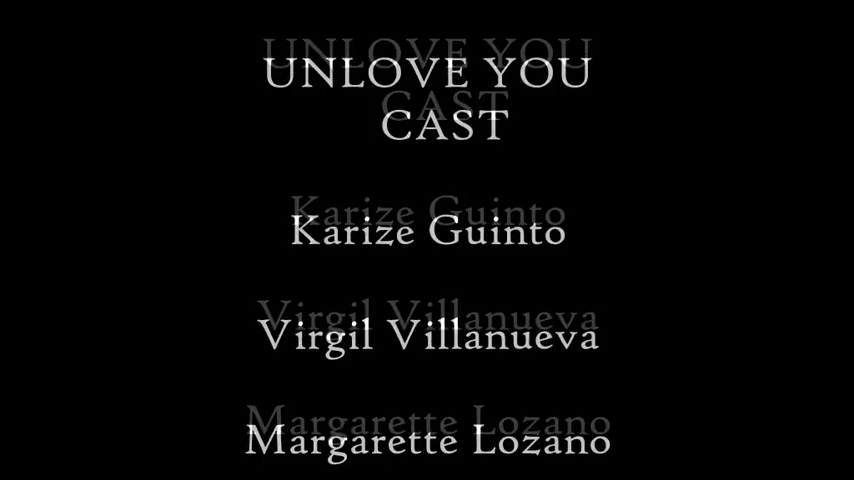 UNLOVE YOU
CAST
Karize Guinto
Virgil Villanueva
Margarette Lozano